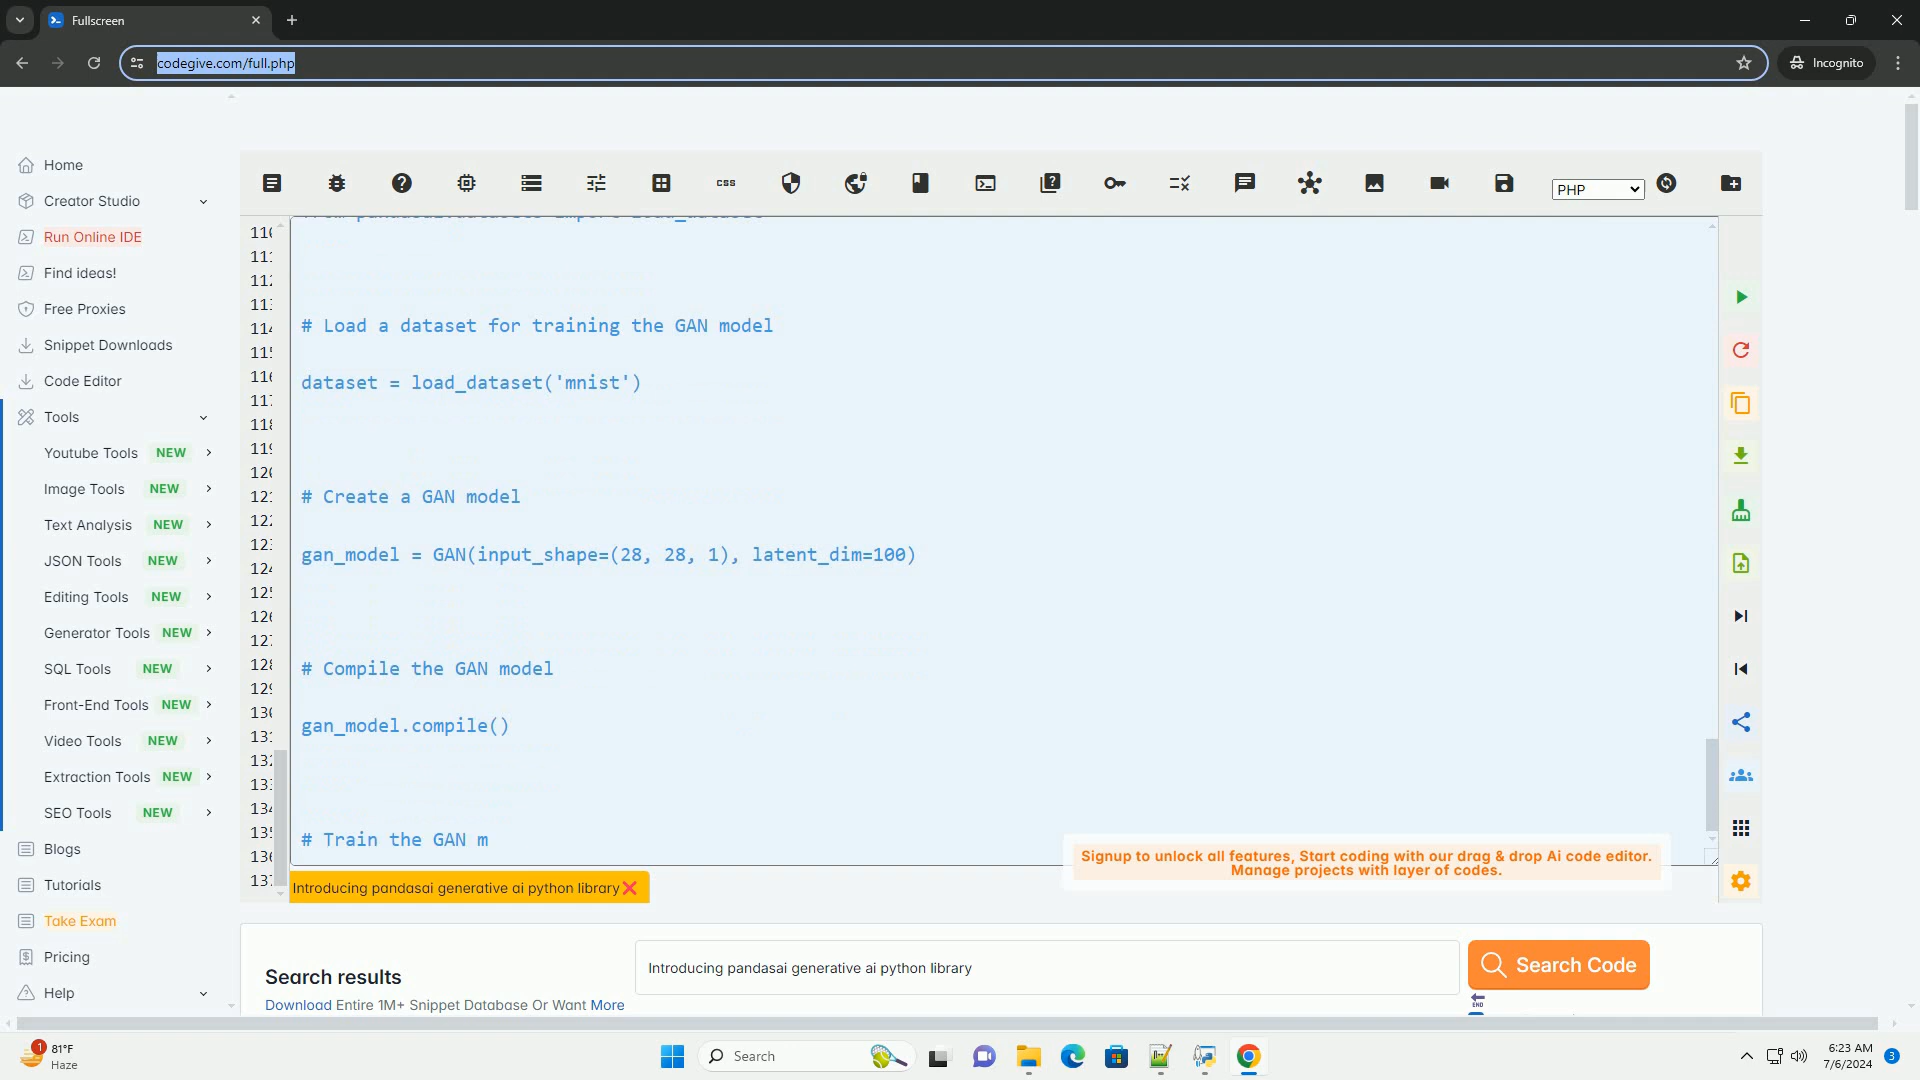 Fullscreen
codegive.com/full.php
Incognito
Home
Creator Studio
Run Online IDE
Find ideas!
Free Proxies
Snippet Downloads
Code Editor
Tools
Youtube Tools NEW
Image Tools NEW
Text Analysis NEW
JSON Tools NEW
Editing Tools NEW
Generator Tools NEW
SQL Tools NEW
Front-End Tools NEW
Video Tools NEW
Extraction Tools NEW
SEO Tools NEW
Blogs
Tutorials
Take Exam
Pricing
Help
CSS
PHP
# Load a dataset for training the GAN model
dataset = load_dataset('mnist')
# Create a GAN model
gan_model = GAN(input_shape=(28, 28, 1), latent_dim=100)
# Compile the GAN model
gan_model.compile()
# Train the GAN m
Signup to unlock all features, Start coding with our drag & drop Ai code editor.
Manage projects with layer of codes.
Introducing pandasai generative ai python library
Search results
Introducing pandasai generative ai python library
Search Code
Download Entire 1M+ Snippet Database Or Want More
END
1
81°F
Haze
Search
6:23 AM
7/6/2024
3